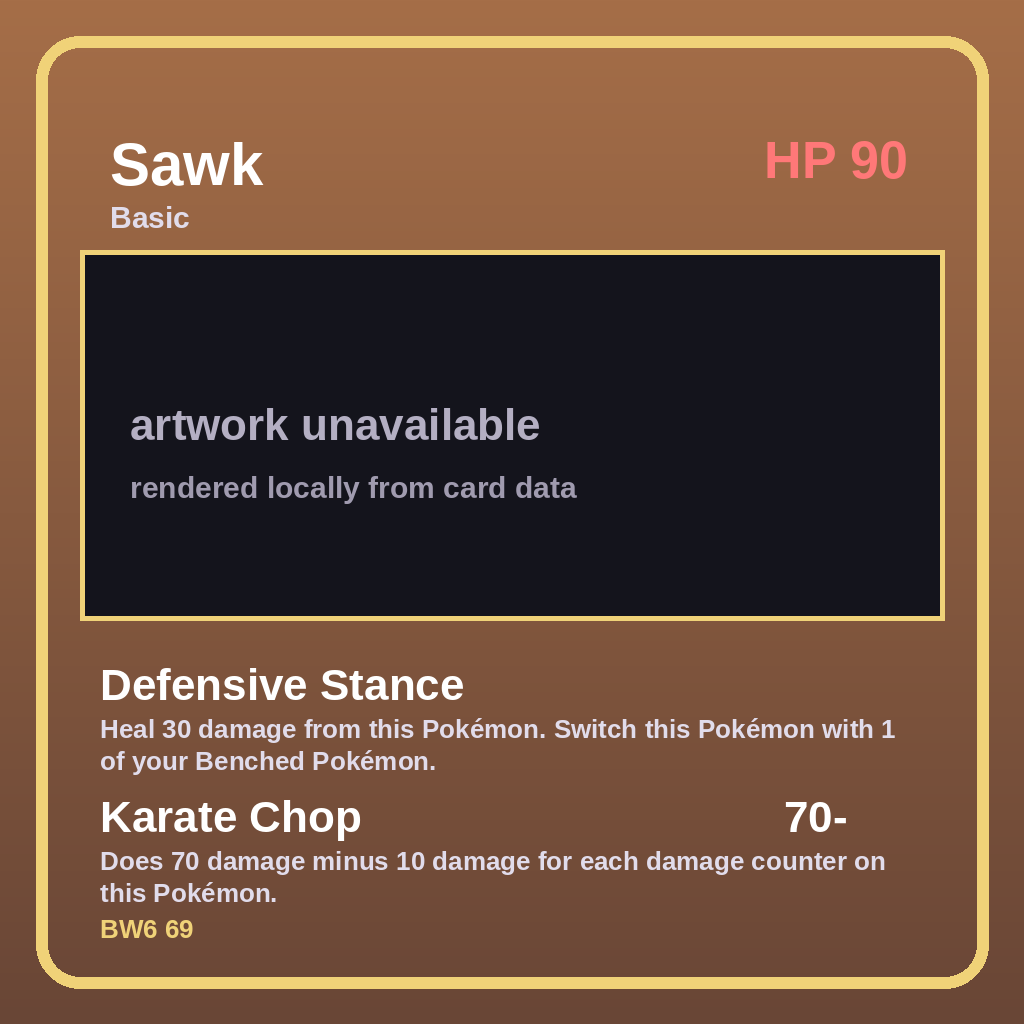 Sawk
HP 90
Basic
artwork unavailable
rendered locally from card data
Defensive Stance
Heal 30 damage from this Pokémon. Switch this Pokémon with 1
of your Benched Pokémon.
Karate Chop
70-
Does 70 damage minus 10 damage for each damage counter on
this Pokémon.
BW6 69